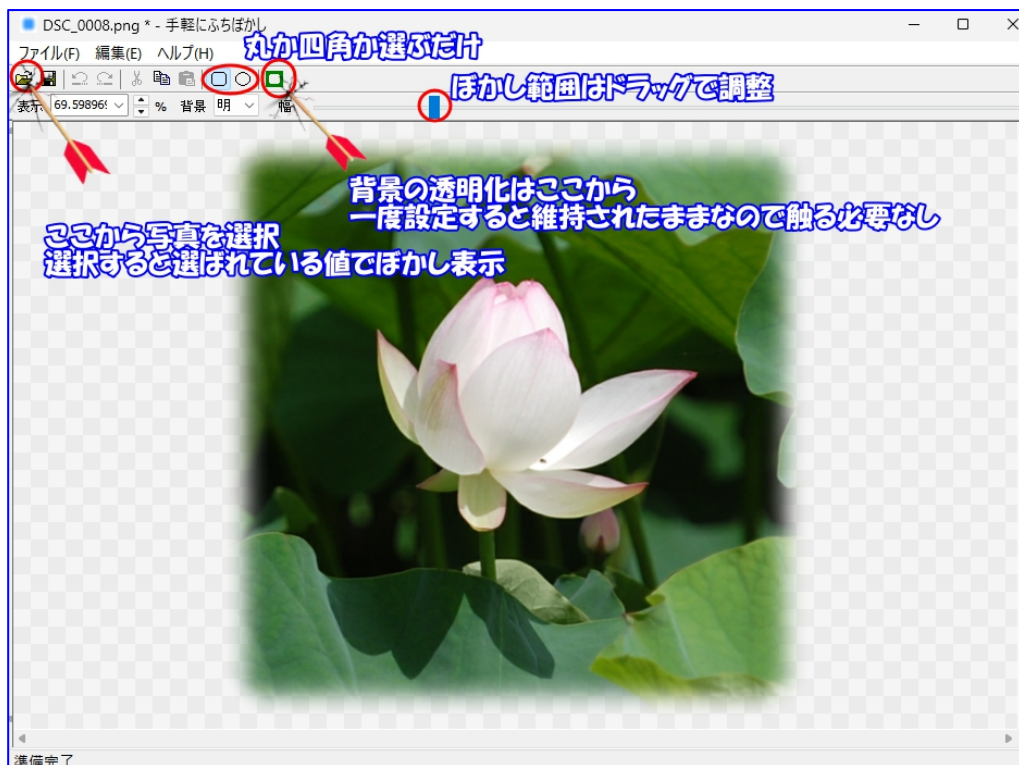 DSC_0008.png * - 手軽にふちぼかし
ファイル(F) 編集(E) ヘルプ(H)
丸か四角か選ぶだけ
ぼかし範囲はドラッグで調整
表示 69.59896 % 背景 明 幅
背景の透明化はここから
一度設定すると維持されたままなので触る必要なし
ここから写真を選択
選択すると選ばれている値でぼかし表示
準備完了